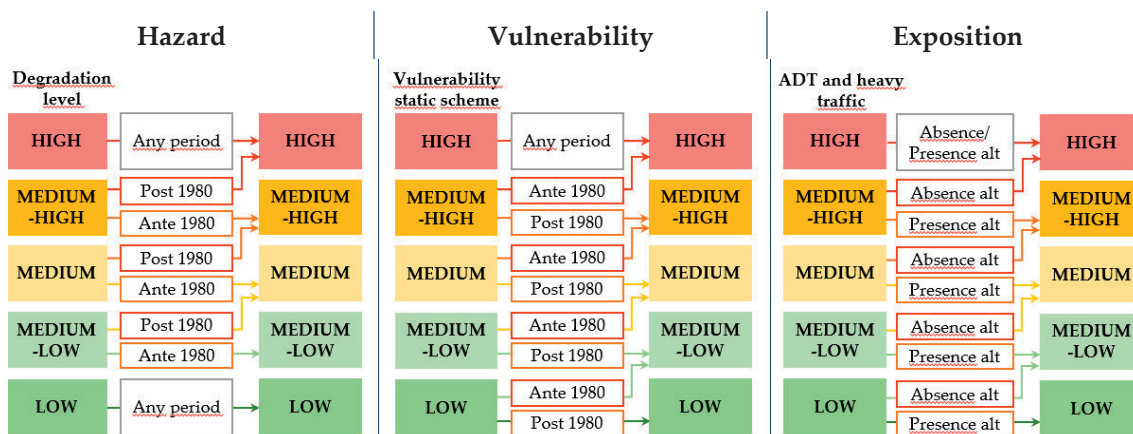 Hazard
Vulnerability
Exposition
Degradation
level
HIGH
Any period
HIGH
MEDIUM
-HIGH
Post 1980
Ante 1980
MEDIUM
-HIGH
MEDIUM
Post 1980
Ante 1980
MEDIUM
MEDIUM
-LOW
Post 1980
Ante 1980
MEDIUM
-LOW
LOW
Any period
LOW
Vulnerability
static scheme
HIGH
Any period
HIGH
MEDIUM
-HIGH
Ante 1980
Post 1980
MEDIUM
-HIGH
MEDIUM
Ante 1980
Post 1980
MEDIUM
MEDIUM
-LOW
Ante 1980
Post 1980
MEDIUM
-LOW
LOW
Ante 1980
Post 1980
LOW
ADT and heavy
traffic
HIGH
Absence/
Presence alt
HIGH
MEDIUM
-HIGH
Absence alt
Presence alt
MEDIUM
-HIGH
MEDIUM
Absence alt
Presence alt
MEDIUM
MEDIUM
-LOW
Absence alt
Presence alt
MEDIUM
-LOW
LOW
Absence alt
Presence alt
LOW